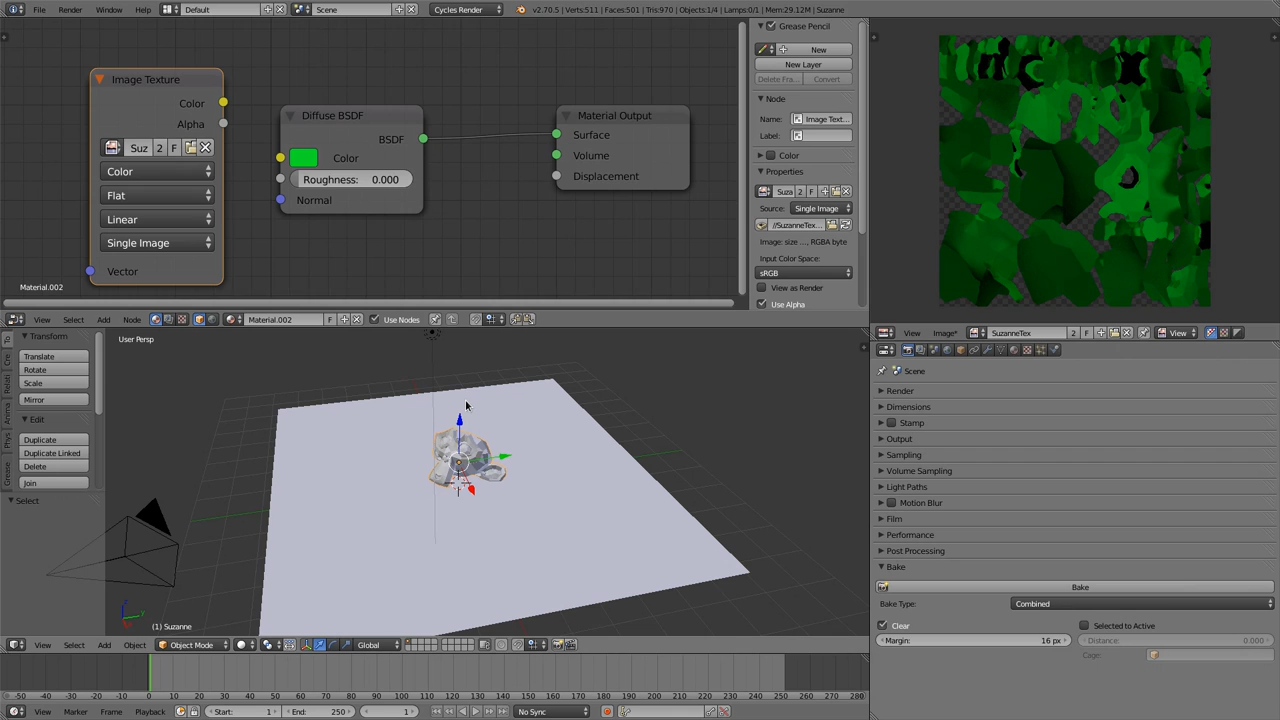 File Render Window Help Default Scene Cycles Render v2.70.5 | Verts:511 | Faces:501 | Tris:970 | Objects:1/4 | Lamps:0/1 | Mem:29.12M | Suzanne
Image Texture
Color
Alpha
Suz 2 F
Color
Flat
Linear
Single Image
Vector
Diffuse BSDF
BSDF
Color
Roughness: 0.000
Normal
Material Output
Surface
Volume
Displacement
Material.002
Grease Pencil
New
New Layer
Delete Fra... Convert
Node
Name: Image Text...
Label:
Color
Properties
Suza 2 F
Source: Single Image
//SuzanneTex...
Image: size ..., RGBA byte
Input Color Space:
sRGB
View as Render
Use Alpha
View Select Add Node Material.002 F Use Nodes
View Image* SuzanneTex 2 F View
Transform
Translate
Rotate
Scale
Mirror
Edit
Duplicate
Duplicate Linked
Delete
Join
Select
To
Cre
Relati
Anima
Phys
Grease
User Persp
(1) Suzanne
View Select Add Object Object Mode Global
Scene
Render
Dimensions
Stamp
Output
Sampling
Volume Sampling
Light Paths
Motion Blur
Film
Performance
Post Processing
Bake
Bake
Bake Type: Combined
Clear Selected to Active
Margin: 16 px Distance: 0.000
Cage:
-50 -40 -30 -20 -10 0 10 20 30 40 50 60 70 80 90 100 110 120 130 140 150 160 170 180 190 200 210 220 230 240 250 260 270 280
View Marker Frame Playback Start: 1 End: 250 1 No Sync